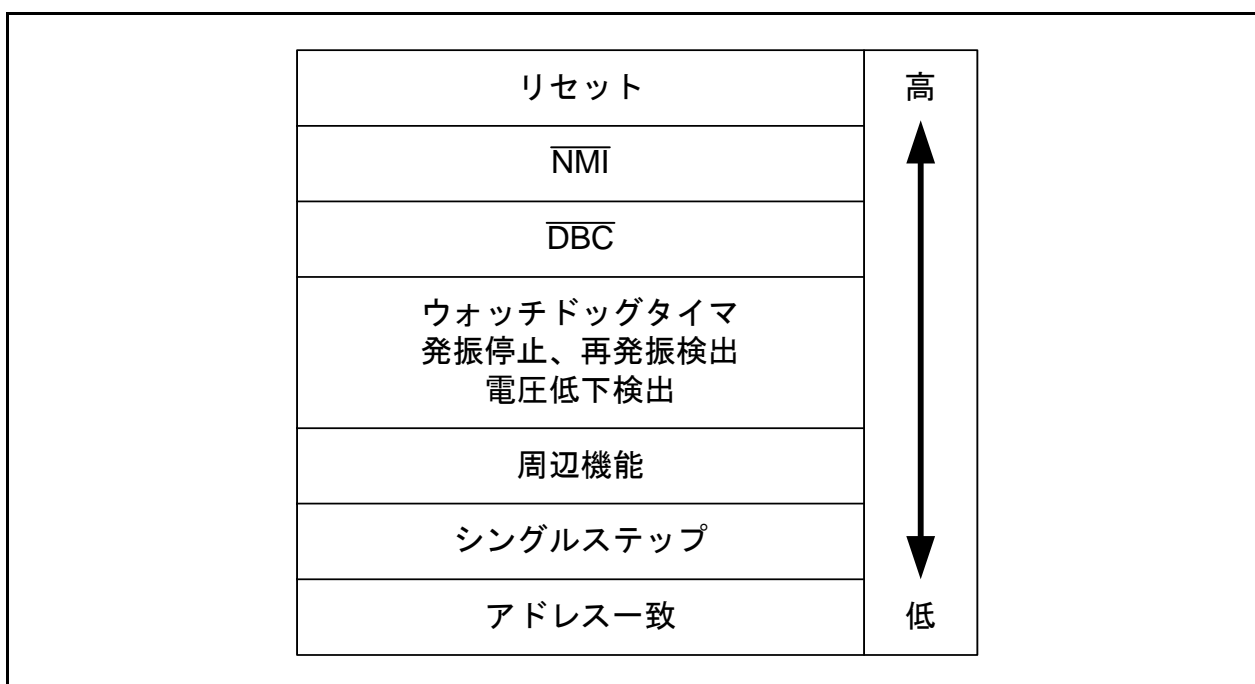 リセット
高
N̅M̅I̅
D̅B̅C̅
ウォッチドッグタイマ
発振停止、再発振検出
電圧低下検出
周辺機能
シングルステップ
アドレス一致
低